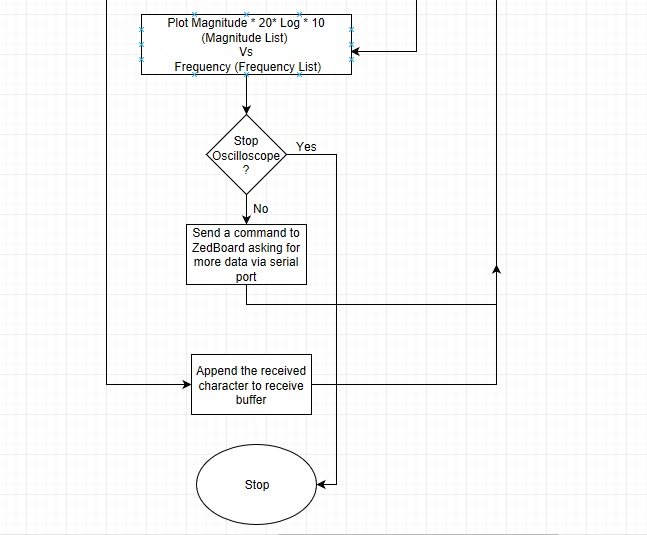 Plot Magnitude * 20* Log * 10
(Magnitude List)
Vs
Frequency (Frequency List)
Stop
Oscilloscope
?
Yes
No
Send a command to
ZedBoard asking for
more data via serial
port
Append the received
character to receive
buffer
Stop